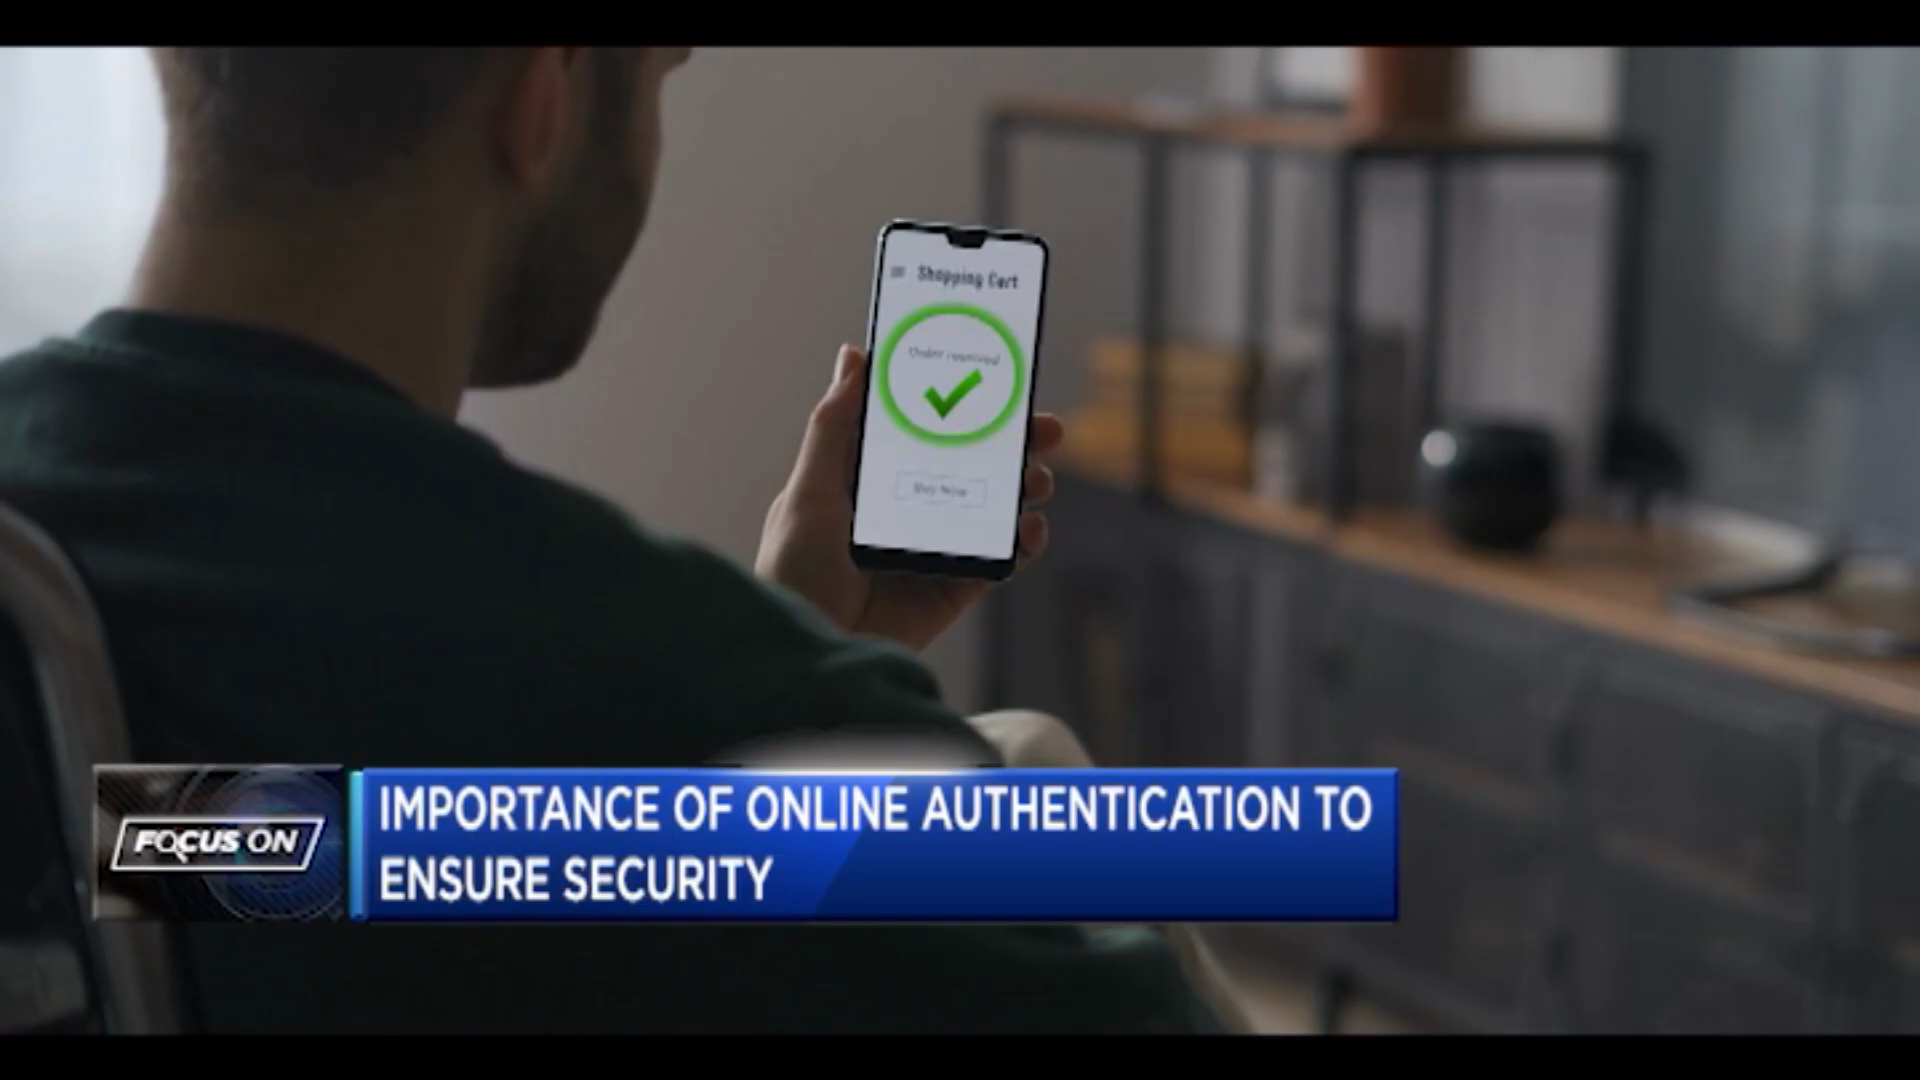 Shopping Cart
Order received
Buy Now
FOCUS ON
IMPORTANCE OF ONLINE AUTHENTICATION TO
ENSURE SECURITY